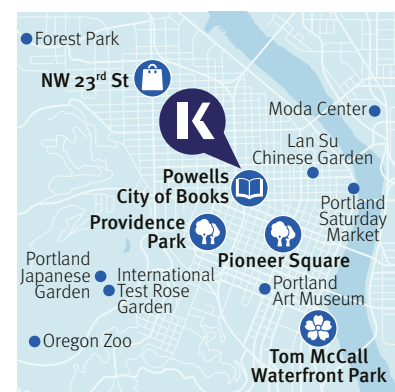 Forest Park
NW 23rd St
K
Moda Center
Lan Su
Chinese Garden
Powells
City of Books
Portland
Saturday
Market
Providence
Park
Pioneer Square
Portland
Japanese
Garden
International
Test Rose
Garden
Portland
Art Museum
Oregon Zoo
Tom McCall
Waterfront Park